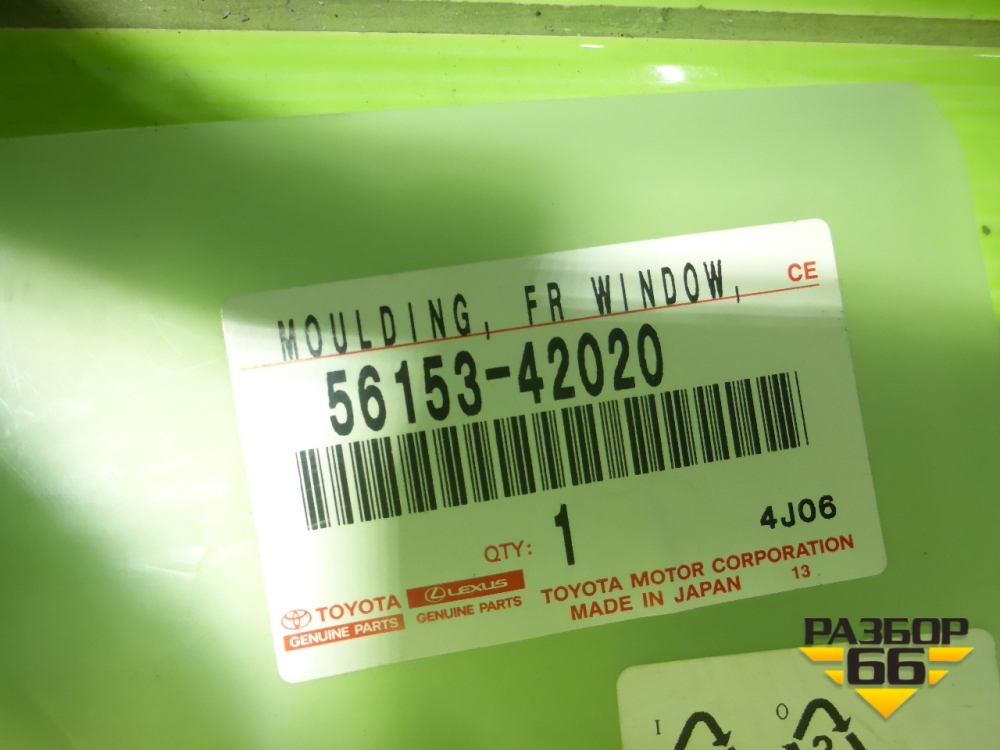 MOULDING, FR WINDOW, CE
56153-42020
QTY: 1
4J06
TOYOTA
GENUINE PARTS
LEXUS
GENUINE PARTS
TOYOTA MOTOR CORPORATION
MADE IN JAPAN 13
РАЗБОР
66
I O